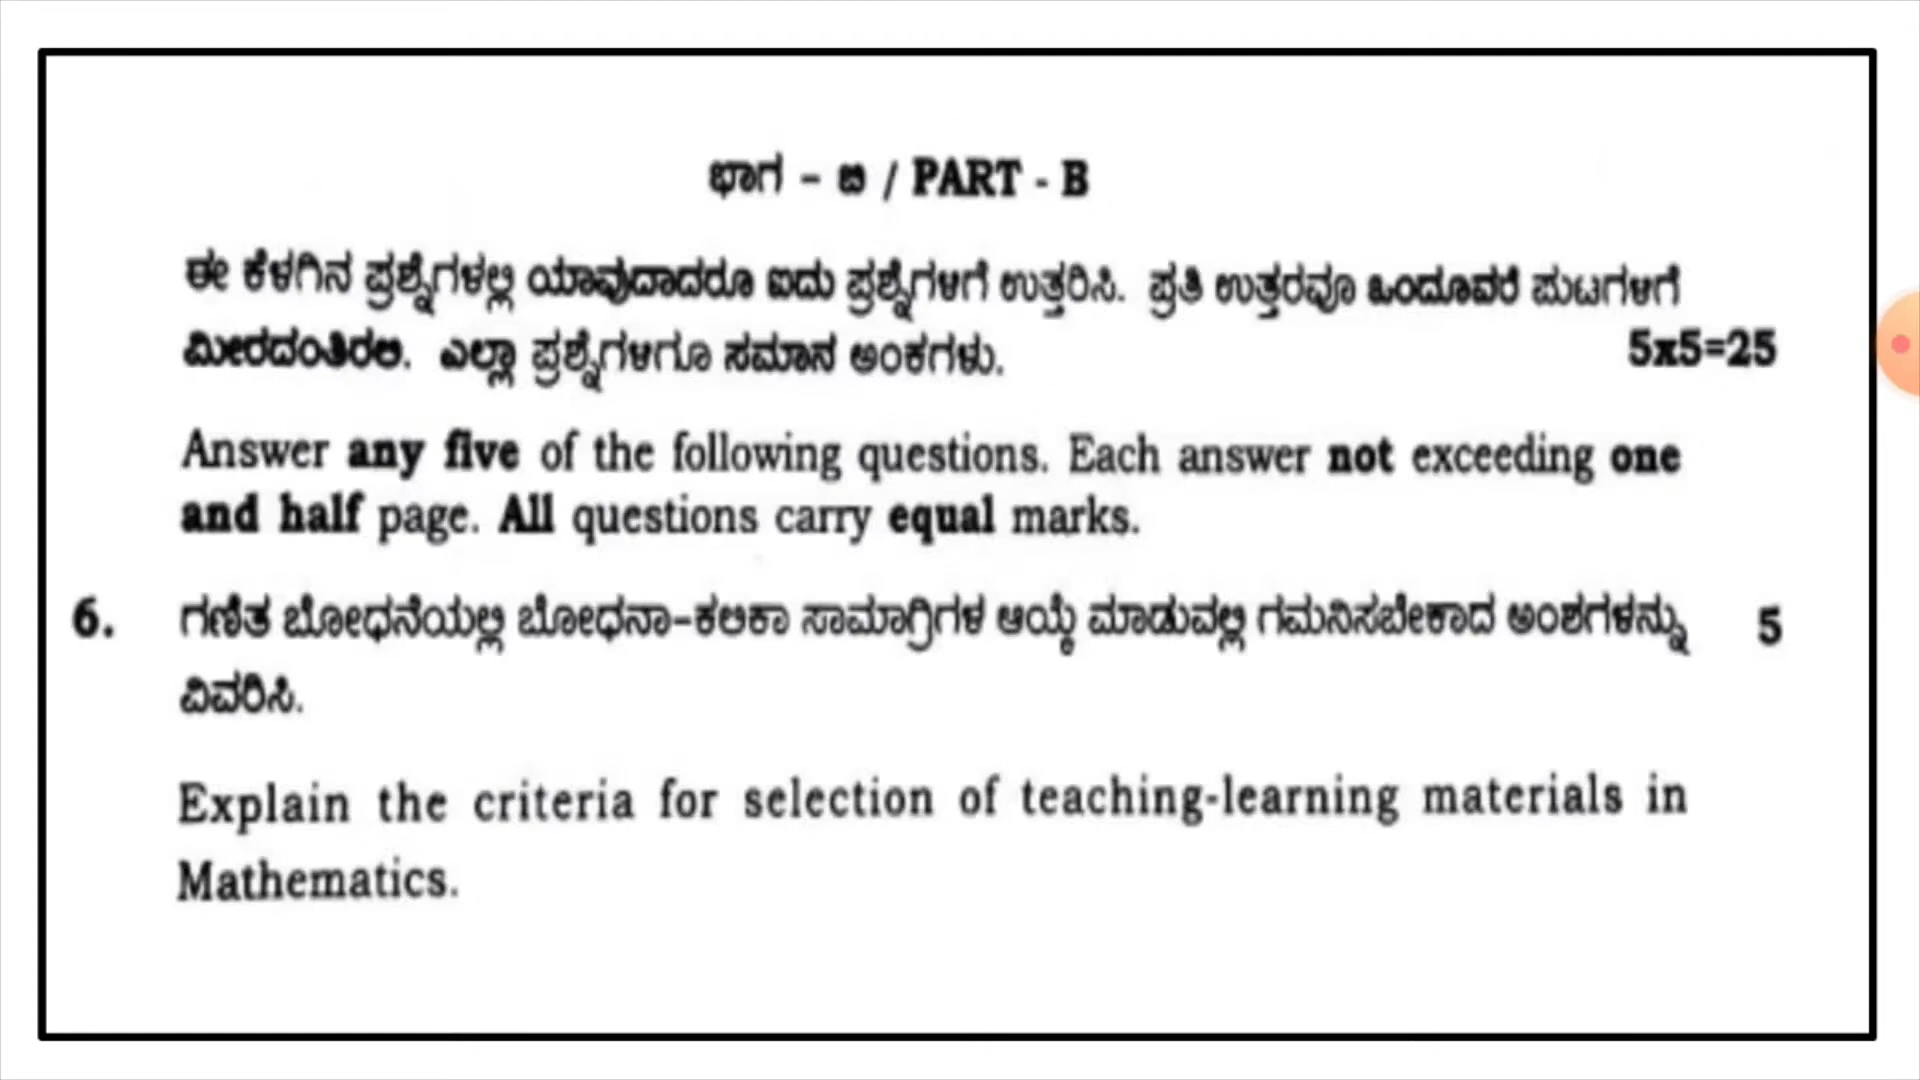 ಭಾಗ – ಬಿ / PART - B
ಈ ಕೆಳಗಿನ ಪ್ರಶ್ನೆಗಳಲ್ಲಿ ಯಾವುದಾದರೂ ಐದು ಪ್ರಶ್ನೆಗಳಿಗೆ ಉತ್ತರಿಸಿ. ಪ್ರತಿ ಉತ್ತರವೂ ಒಂದೂವರೆ ಪುಟಗಳಿಗೆ
ಮೀರದಂತಿರಲಿ. ಎಲ್ಲಾ ಪ್ರಶ್ನೆಗಳಿಗೂ ಸಮಾನ ಅಂಕಗಳು. 5x5=25
Answer any five of the following questions. Each answer not exceeding one
and half page. All questions carry equal marks.
6. ಗಣಿತ ಬೋಧನೆಯಲ್ಲಿ ಬೋಧನಾ–ಕಲಿಕಾ ಸಾಮಾಗ್ರಿಗಳ ಆಯ್ಕೆ ಮಾಡುವಲ್ಲಿ ಗಮನಿಸಬೇಕಾದ ಅಂಶಗಳನ್ನು 5
ವಿವರಿಸಿ.
Explain the criteria for selection of teaching-learning materials in
Mathematics.